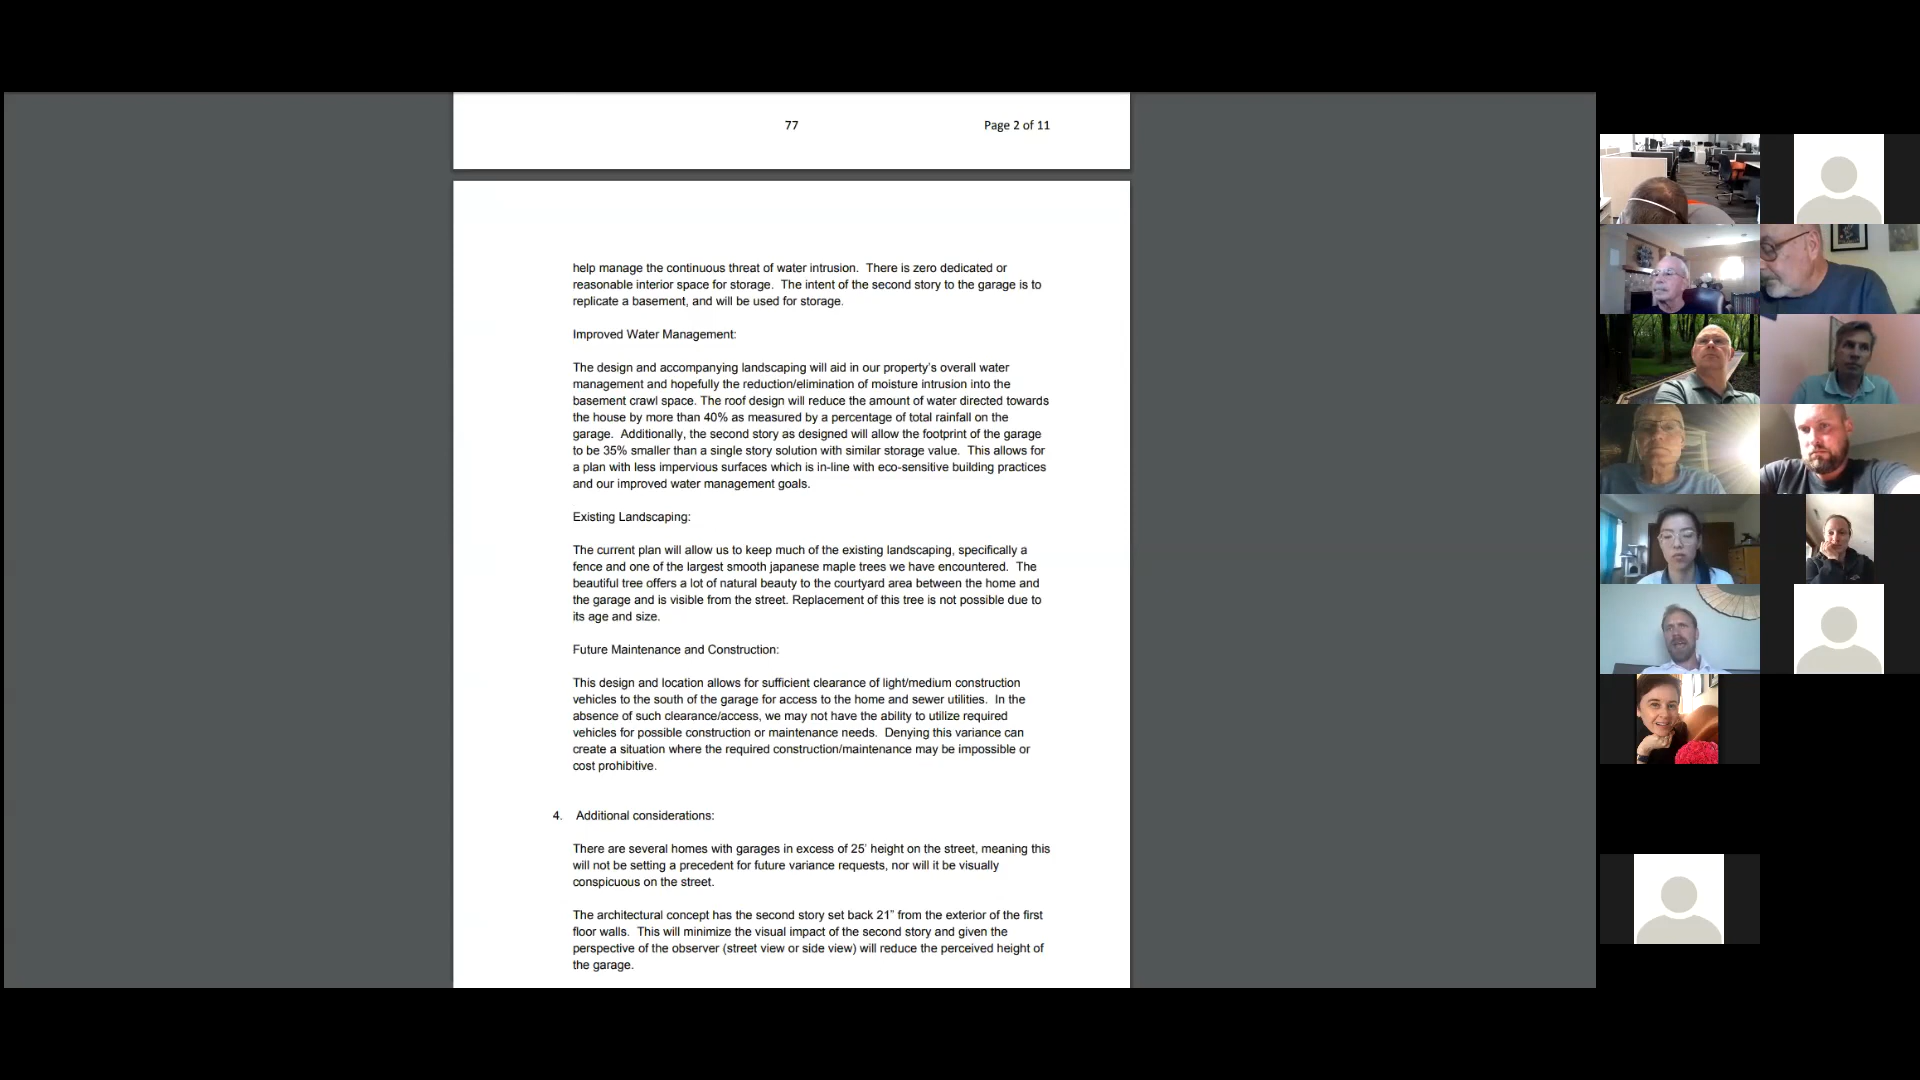 77
Page 2 of 11
help manage the continuous threat of water intrusion.  There is zero dedicated or
reasonable interior space for storage.  The intent of the second story to the garage is to
replicate a basement, and will be used for storage.
Improved Water Management:
The design and accompanying landscaping will aid in our property’s overall water
management and hopefully the reduction/elimination of moisture intrusion into the
basement crawl space. The roof design will reduce the amount of water directed towards
the house by more than 40% as measured by a percentage of total rainfall on the
garage.  Additionally, the second story as designed will allow the footprint of the garage
to be 35% smaller than a single story solution with similar storage value.  This allows for
a plan with less impervious surfaces which is in-line with eco-sensitive building practices
and our improved water management goals.
Existing Landscaping:
The current plan will allow us to keep much of the existing landscaping, specifically a
fence and one of the largest smooth japanese maple trees we have encountered.  The
beautiful tree offers a lot of natural beauty to the courtyard area between the home and
the garage and is visible from the street. Replacement of this tree is not possible due to
its age and size.
Future Maintenance and Construction:
This design and location allows for sufficient clearance of light/medium construction
vehicles to the south of the garage for access to the home and sewer utilities.  In the
absence of such clearance/access, we may not have the ability to utilize required
vehicles for possible construction or maintenance needs.  Denying this variance can
create a situation where the required construction/maintenance may be impossible or
cost prohibitive.
4. Additional considerations:
There are several homes with garages in excess of 25’ height on the street, meaning this
will not be setting a precedent for future variance requests, nor will it be visually
conspicuous on the street.
The architectural concept has the second story set back 21” from the exterior of the first
floor walls.  This will minimize the visual impact of the second story and given the
perspective of the observer (street view or side view) will reduce the perceived height of
the garage.